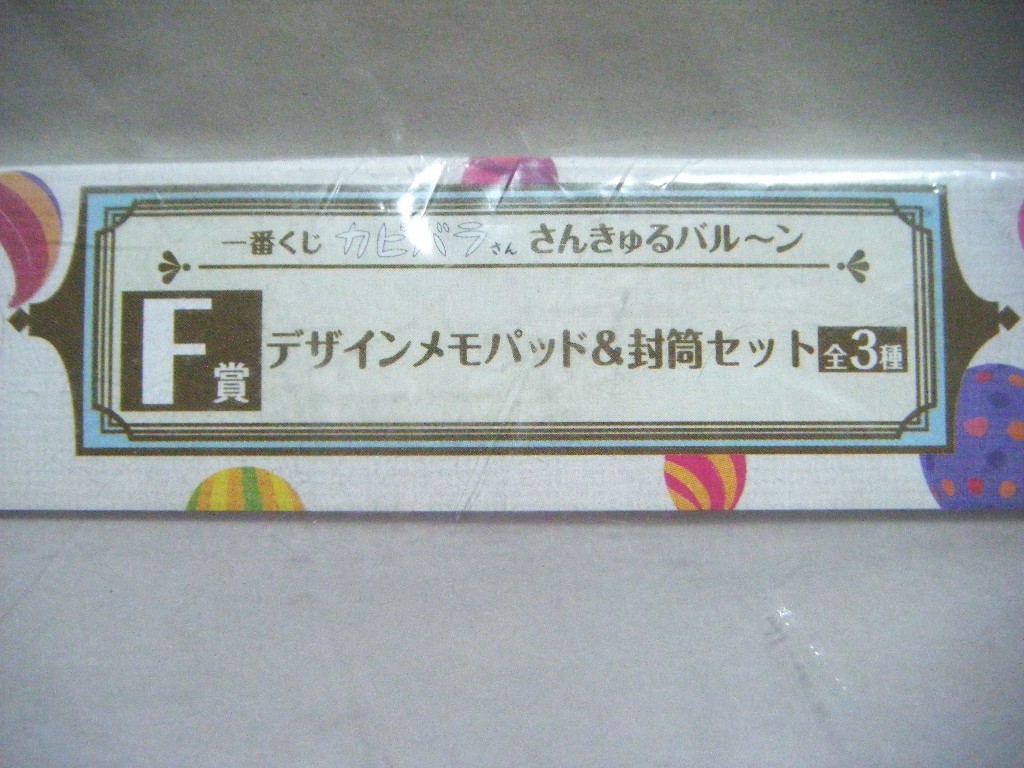 一番くじ カピバラさん さんきゅるバル〜ン
F賞 デザインメモパッド&封筒セット 全3種